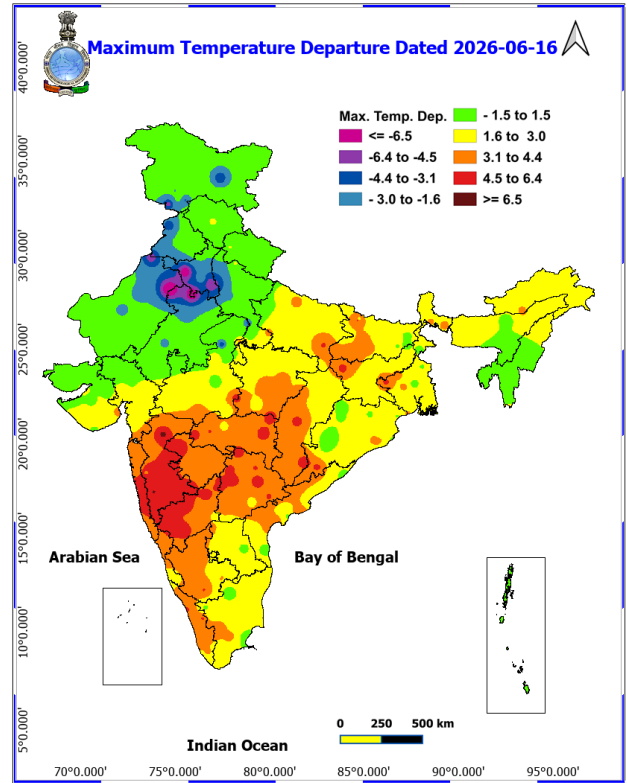 Maximum Temperature Departure Dated 2026-06-16
Max. Temp. Dep.
<= -6.5
-6.4 to -4.5
-4.4 to -3.1
- 3.0 to -1.6
- 1.5 to 1.5
1.6 to 3.0
3.1 to 4.4
4.5 to 6.4
>= 6.5
40°0.000'
35°0.000'
30°0.000'
25°0.000'
20°0.000'
15°0.000'
10°0.000'
5°0.000'
Arabian Sea
Bay of Bengal
Indian Ocean
0 250 500 km
70°0.000' 75°0.000' 80°0.000' 85°0.000' 90°0.000' 95°0.000'